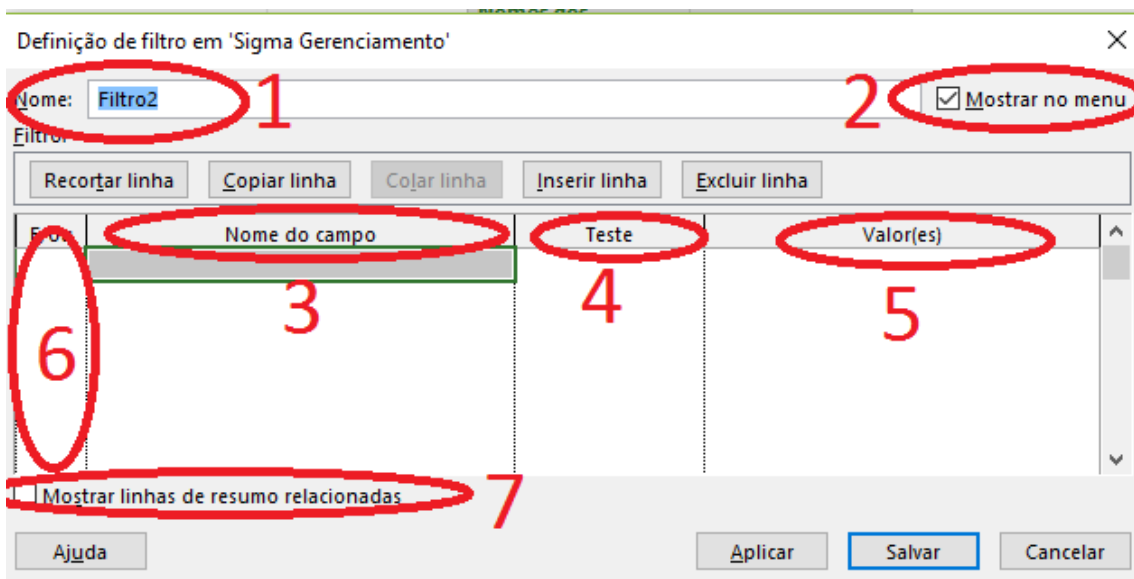 Definição de filtro em 'Sigma Gerenciamento'
Nome: Filtro2 1 2 Mostrar no menu
Filtro:
Recortar linha Copiar linha Colar linha Inserir linha Excluir linha
E/Ou Nome do campo Teste Valor(es)
3 4 5
6
Mostrar linhas de resumo relacionadas 7
Ajuda Aplicar Salvar Cancelar